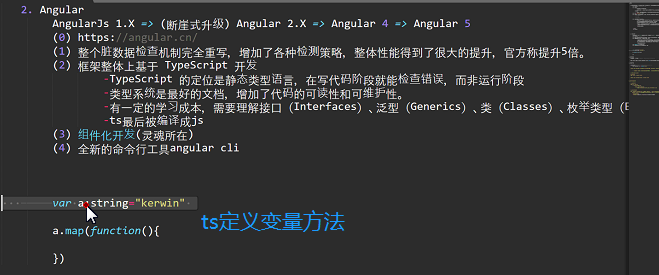 2. Angular
AngularJs 1.X => (断崖式升级) Angular 2.X => Angular 4 => Angular 5
(0) https://angular.cn/
(1) 整个脏数据检查机制完全重写，增加了各种检测策略，整体性能得到了很大的提升，官方称提升5倍。
(2) 框架整体上基于 TypeScript 开发
-TypeScript 的定位是静态类型语言，在写代码阶段就能检查错误，而非运行阶段
-类型系统是最好的文档，增加了代码的可读性和可维护性。
-有一定的学习成本，需要理解接口（Interfaces）、泛型（Generics）、类（Classes）、枚举类型（E
-ts最后被编译成js
(3) 组件化开发(灵魂所在)
(4) 全新的命令行工具angular cli
var a:string="kerwin"
ts定义变量方法
a.map(function(){
})